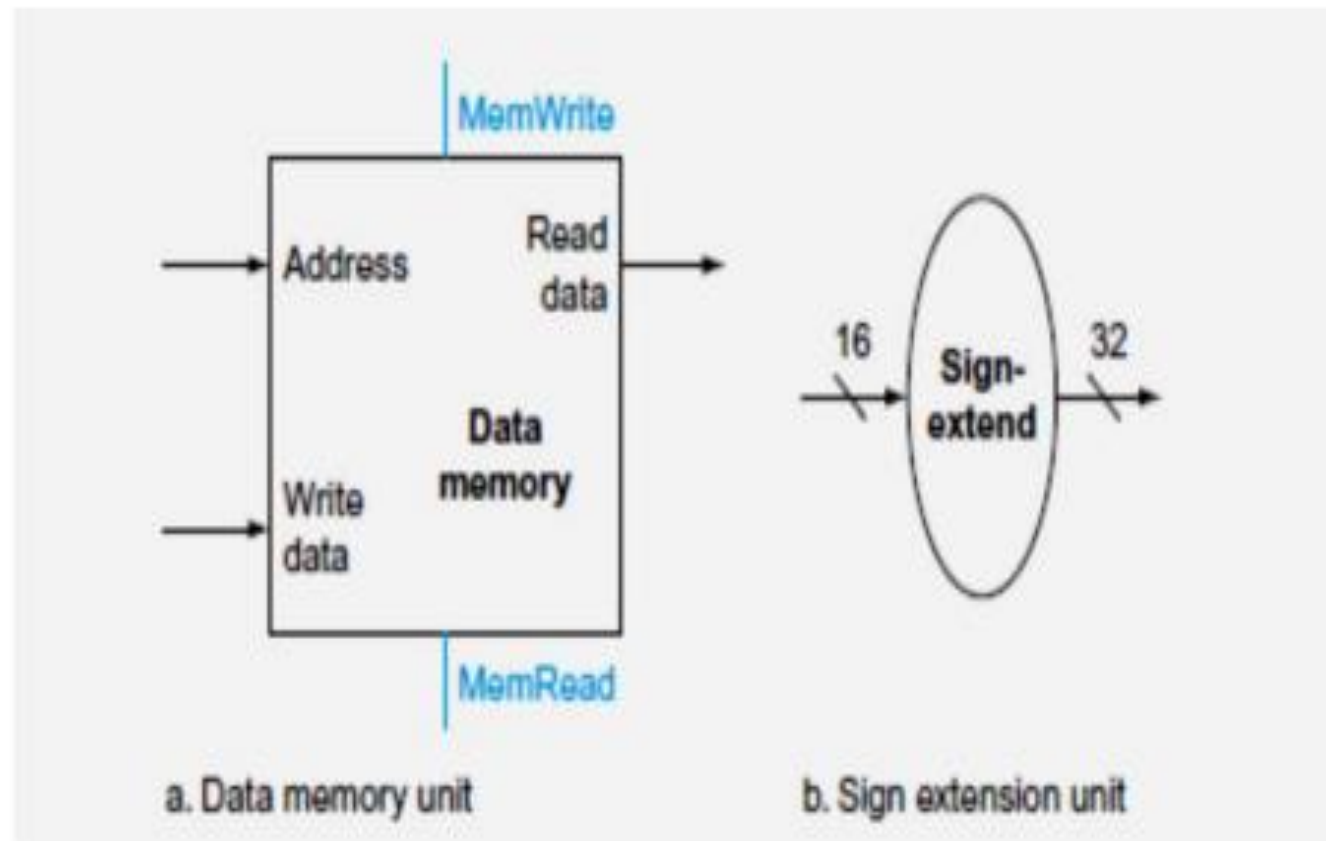 MemWrite
Address
Read
data
Data
memory
Write
data
MemRead
a. Data memory unit
16
Sign-
extend
32
b. Sign extension unit